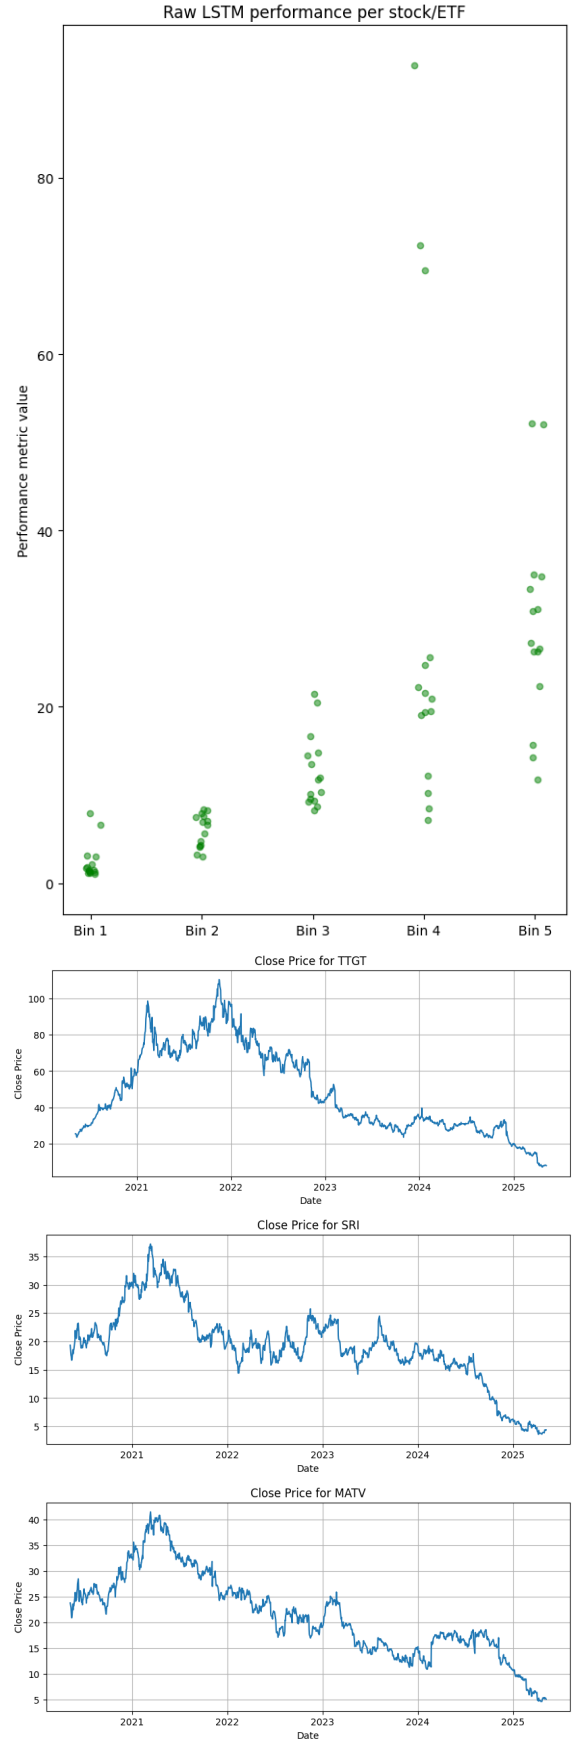 Raw LSTM performance per stock/ETF
80
60
40
20
0
Performance metric value
Bin 1 Bin 2 Bin 3 Bin 4 Bin 5
Close Price for TTGT
100
80
60
40
20
Close Price
2021 2022 2023 2024 2025
Date
Close Price for SRI
35
30
25
20
15
10
5
Close Price
2021 2022 2023 2024 2025
Date
Close Price for MATV
40
35
30
25
20
15
10
5
Close Price
2021 2022 2023 2024 2025
Date